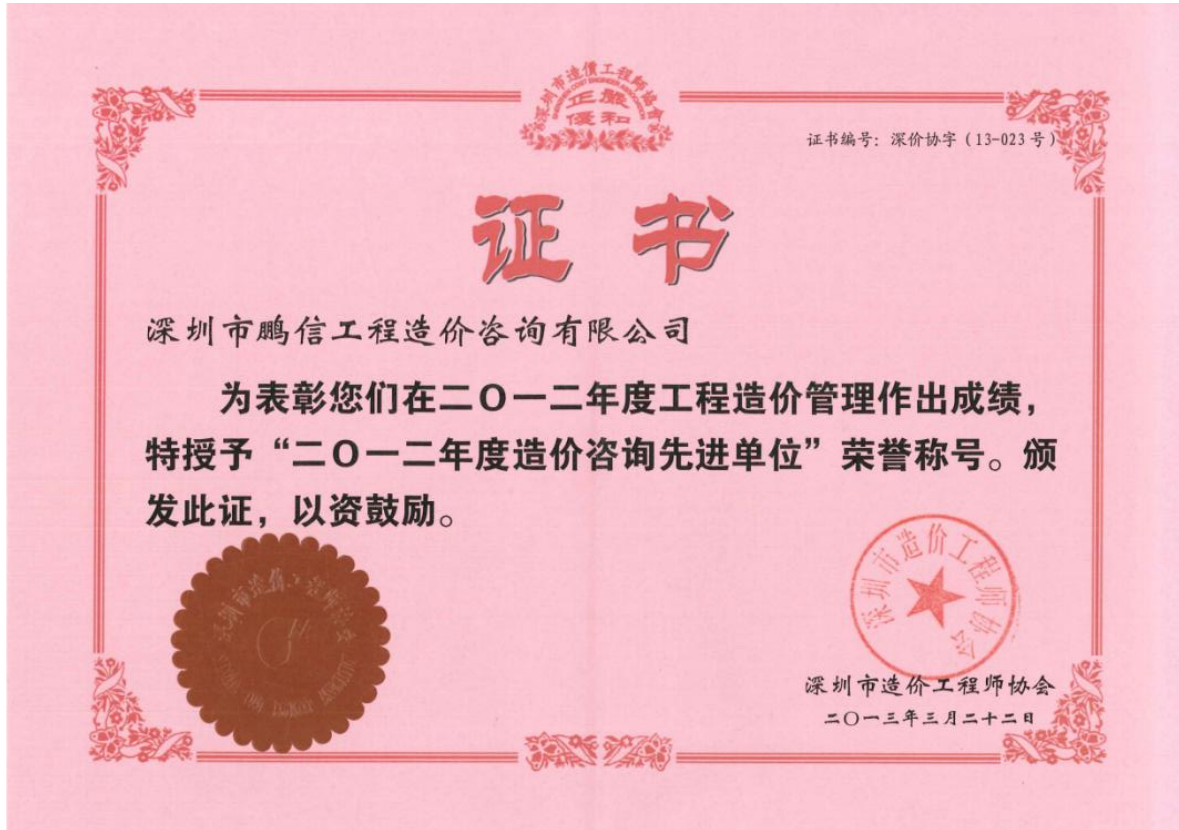 深圳市造價工程师協會
正嚴
優和
证书编号：深价协字（13-023号）
证书
深圳市鹏信工程造价咨询有限公司
为表彰您们在二O一二年度工程造价管理作出成绩，
特授予“二O一二年度造价咨询先进单位”荣誉称号。颁
发此证，以资鼓励。
深圳市造价工程师协会
深圳市造价工程师协会
二〇一三年三月二十二日